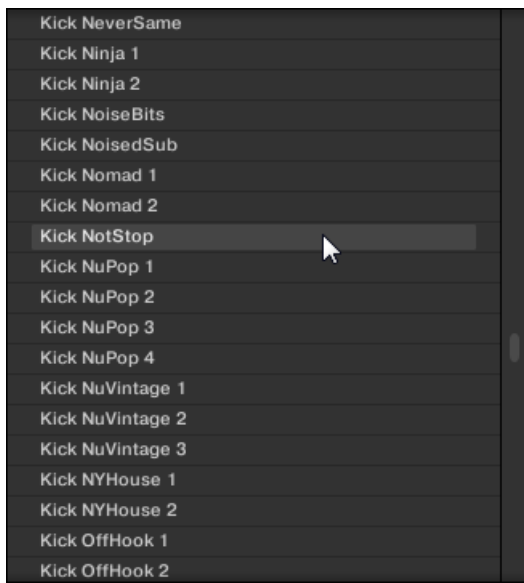 Kick NeverSame
Kick Ninja 1
Kick Ninja 2
Kick NoiseBits
Kick NoisedSub
Kick Nomad 1
Kick Nomad 2
Kick NotStop
Kick NuPop 1
Kick NuPop 2
Kick NuPop 3
Kick NuPop 4
Kick NuVintage 1
Kick NuVintage 2
Kick NuVintage 3
Kick NYHouse 1
Kick NYHouse 2
Kick OffHook 1
Kick OffHook 2